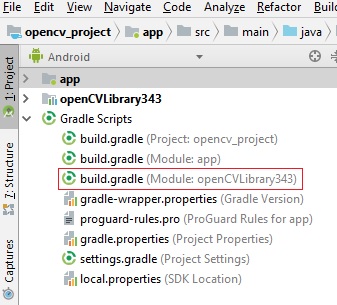 File Edit View Navigate Code Analyze Refactor Build
opencv_project app src main java
1: Project
Android
app
openCVLibrary343
Gradle Scripts
build.gradle (Project: opencv_project)
build.gradle (Module: app)
build.gradle (Module: openCVLibrary343)
gradle-wrapper.properties (Gradle Version)
proguard-rules.pro (ProGuard Rules for app)
gradle.properties (Project Properties)
settings.gradle (Project Settings)
local.properties (SDK Location)
7: Structure